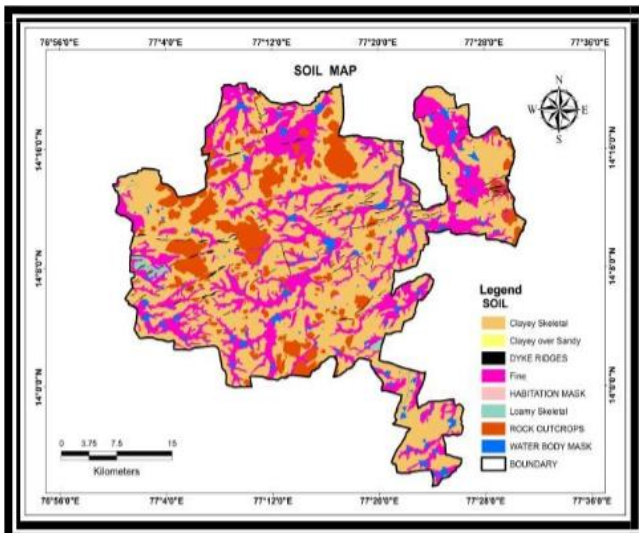 76°56'0"E 77°4'0"E 77°12'0"E 77°20'0"E 77°28'0"E 77°36'0"E
SOIL MAP
N
W E
S
14°16'0"N 14°16'0"N
14°8'0"N 14°8'0"N
14°0'0"N 14°0'0"N
Legend
SOIL
Clayey Skeletal
Clayey over Sandy
DYKE RIDGES
Fine
HABITATION MASK
Loamy Skeletal
ROCK OUTCROPS
WATER BODY MASK
BOUNDARY
0 3.75 7.5 15
Kilometers
76°56'0"E 77°4'0"E 77°12'0"E 77°20'0"E 77°28'0"E 77°36'0"E